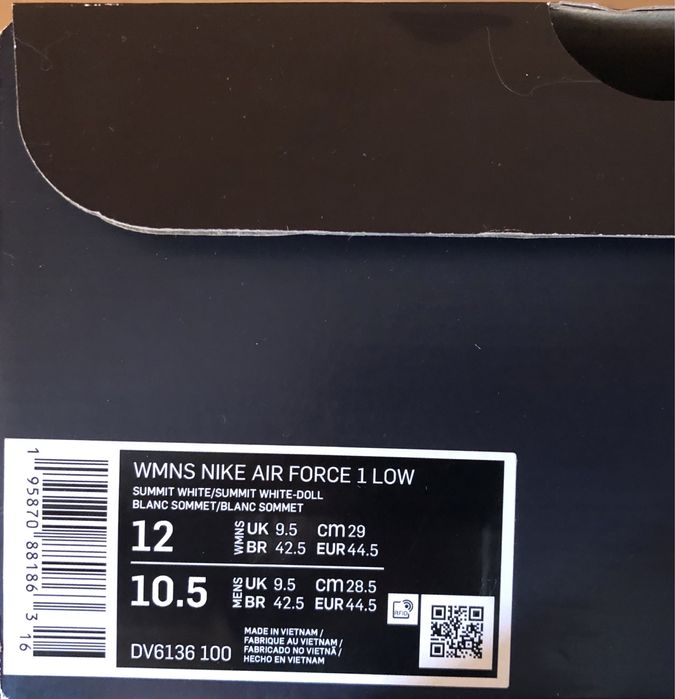 WMNS NIKE AIR FORCE 1 LOW
SUMMIT WHITE/SUMMIT WHITE-DOLL
BLANC SOMMET/BLANC SOMMET
12 WMNS UK 9.5 cm 29
BR 42.5 EUR 44.5
10.5 MENS UK 9.5 cm 28.5
BR 42.5 EUR 44.5
RFID
DV6136 100
MADE IN VIETNAM /
FABRIQUE AU VIETNAM /
FABRICADO NO VIETNÃ /
HECHO EN VIETNAM
1 95870 88186 3 16